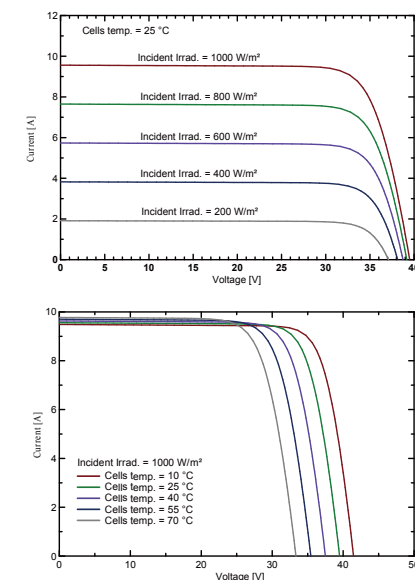 12
Cells temp. = 25 °C
10
Incident Irrad. = 1000 W/m²
8
Incident Irrad. = 800 W/m²
6
Incident Irrad. = 600 W/m²
4
Incident Irrad. = 400 W/m²
2
Incident Irrad. = 200 W/m²
0
Current [A]
0 5 10 15 20 25 30 35 40
Voltage [V]
10
8
6
4
2
0
Current [A]
Incident Irrad. = 1000 W/m²
Cells temp. = 10 °C
Cells temp. = 25 °C
Cells temp. = 40 °C
Cells temp. = 55 °C
Cells temp. = 70 °C
0 10 20 30 40 50
Voltage [V]